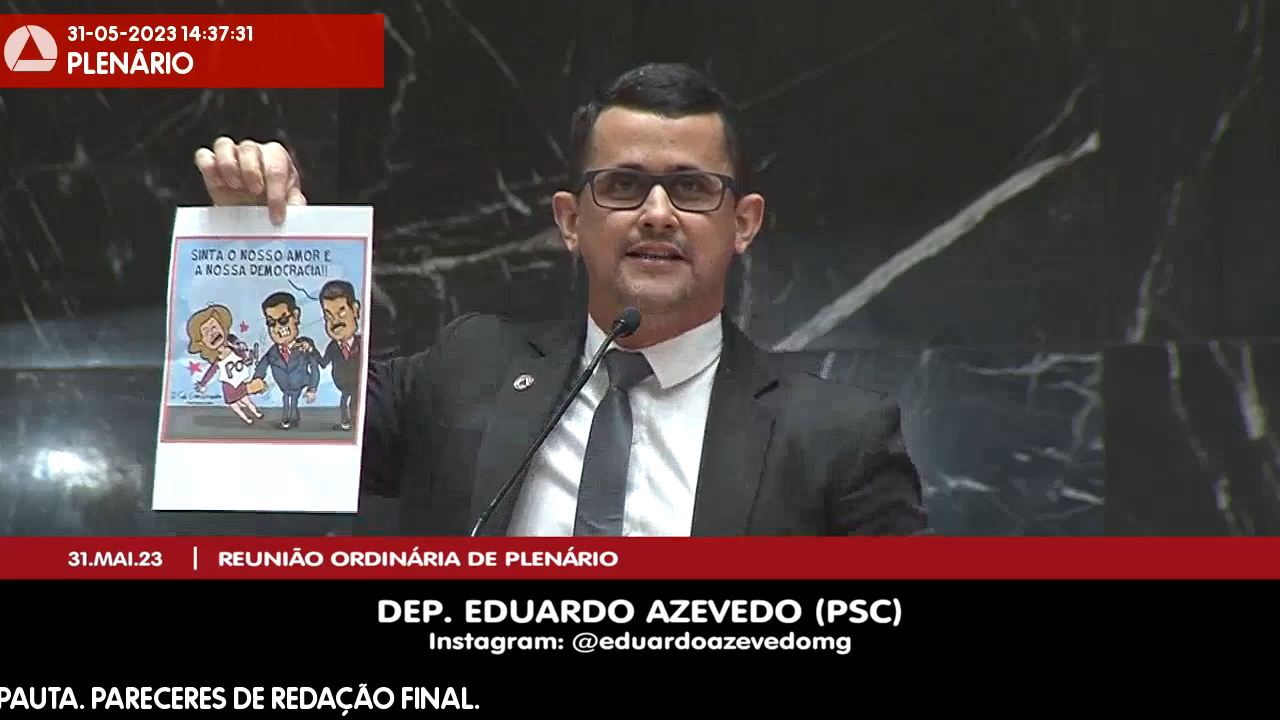 31-05-2023 14:37:31
PLENÁRIO
SINTA O NOSSO AMOR E
A NOSSA DEMOCRACIA!!
31.MAI.23 | REUNIÃO ORDINÁRIA DE PLENÁRIO
DEP. EDUARDO AZEVEDO (PSC)
Instagram: @eduardoazevedomg
PAUTA. PARECERES DE REDAÇÃO FINAL.